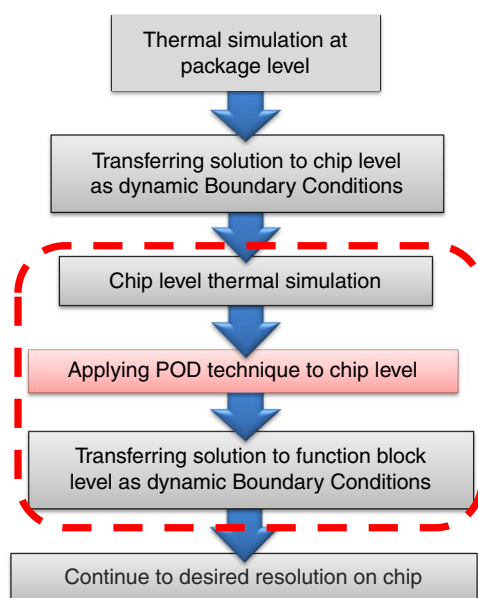 Thermal simulation at
package level
Transferring solution to chip level
as dynamic Boundary Conditions
Chip level thermal simulation
Applying POD technique to chip level
Transferring solution to function block
level as dynamic Boundary Conditions
Continue to desired resolution on chip